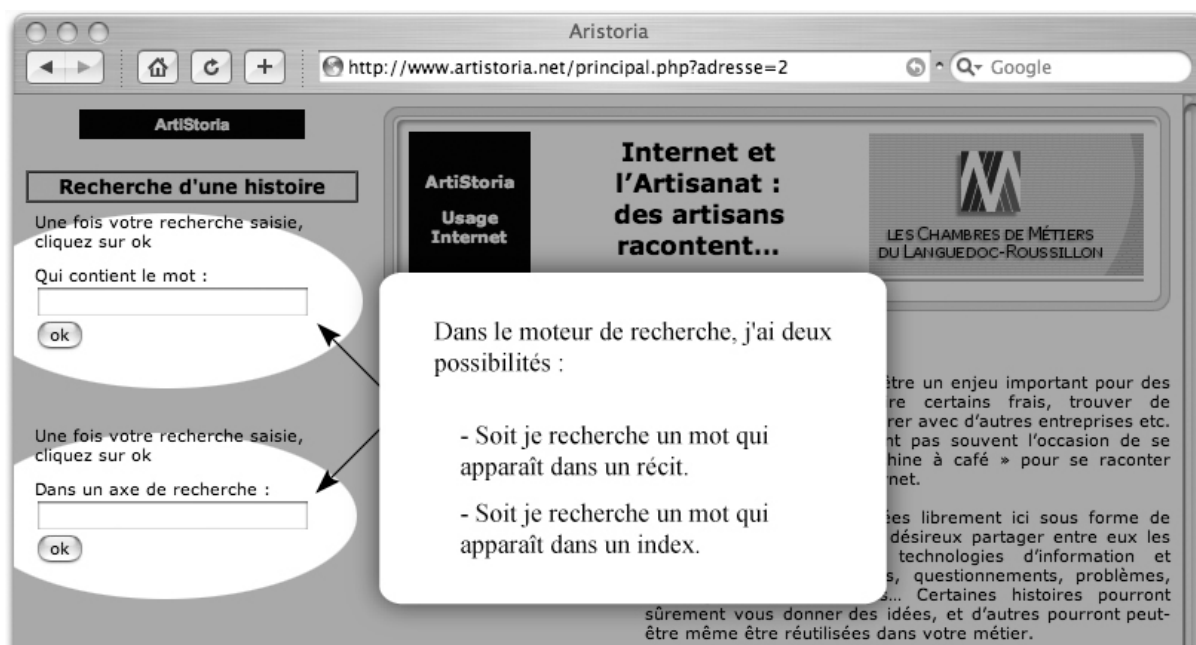 Aristoria
http://www.artistoria.net/principal.php?adresse=2
Google
ArtiStoria
Recherche d'une histoire
Une fois votre recherche saisie,
cliquez sur ok
Qui contient le mot :
ok
Une fois votre recherche saisie,
cliquez sur ok
Dans un axe de recherche :
ok
ArtiStoria
Usage
Internet
Internet et
l'Artisanat :
des artisans
racontent...
LES CHAMBRES DE MÉTIERS
DU LANGUEDOC-ROUSSILLON
Dans le moteur de recherche, j'ai deux
possibilités :
- Soit je recherche un mot qui
apparaît dans un récit.
- Soit je recherche un mot qui
apparaît dans un index.
être un enjeu important pour des
certains frais, trouver de
avec d'autres entreprises etc.
pas souvent l'occasion de se
à café » pour se raconter
librement ici sous forme de
désireux partager entre eux les
technologies d'information et
questionnements, problèmes,
Certaines histoires pourront
sûrement vous donner des idées, et d'autres pourront peut-
être même être réutilisées dans votre métier.